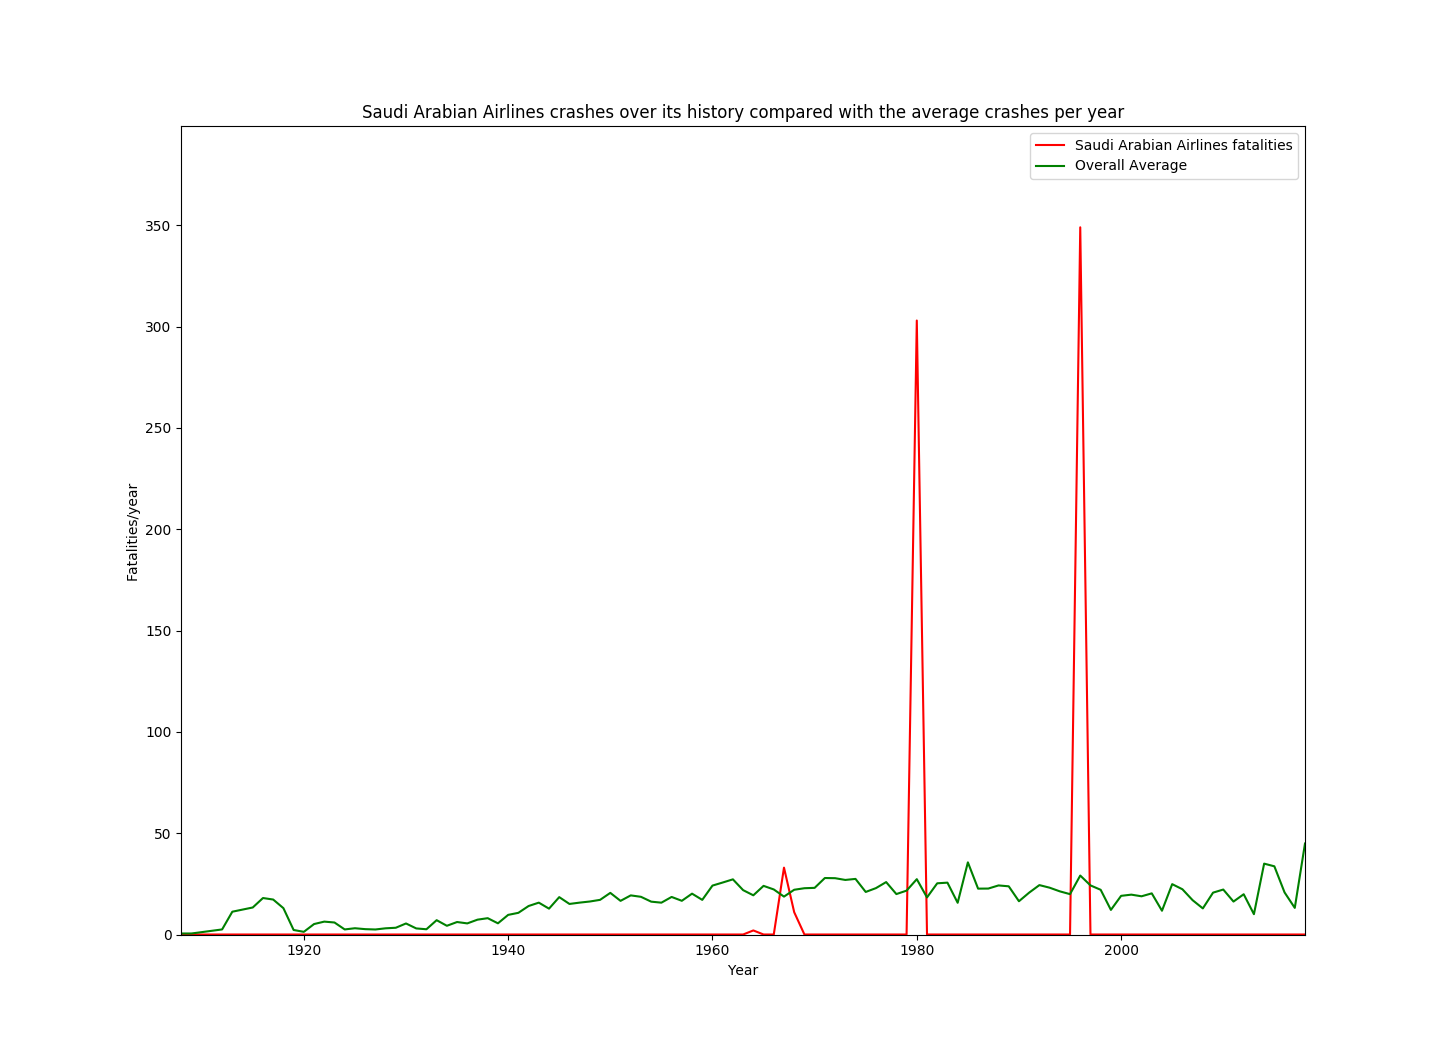 Saudi Arabian Airlines crashes over its history compared with the average crashes per year
Saudi Arabian Airlines fatalities
Overall Average
350
300
250
200
150
100
50
0
Fatalities/year
1920 1940 1960 1980 2000
Year